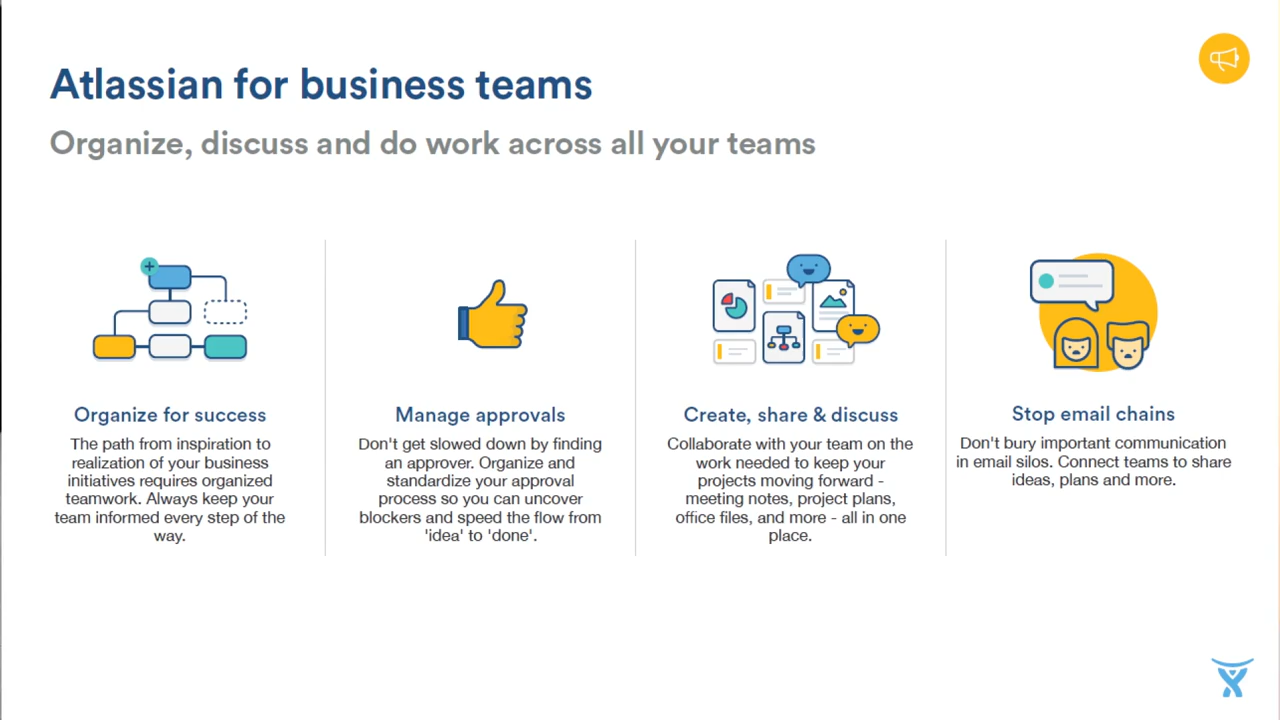 Atlassian for business teams
Organize, discuss and do work across all your teams
Organize for success
The path from inspiration to
realization of your business
initiatives requires organized
teamwork. Always keep your
team informed every step of the
way.
Manage approvals
Don't get slowed down by finding
an approver. Organize and
standardize your approval
process so you can uncover
blockers and speed the flow from
'idea' to 'done'.
Create, share & discuss
Collaborate with your team on the
work needed to keep your
projects moving forward -
meeting notes, project plans,
office files, and more - all in one
place.
Stop email chains
Don't bury important communication
in email silos. Connect teams to share
ideas, plans and more.